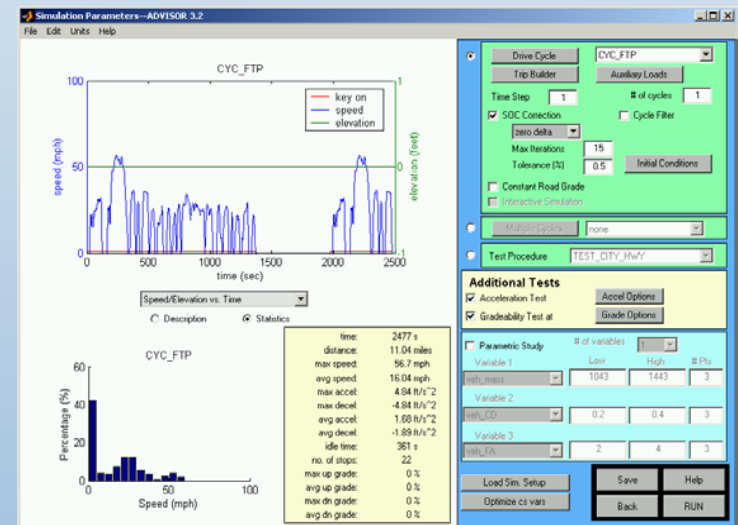 Simulation Parameters--ADVISOR 3.2
File Edit Units Help
CYC_FTP
100
50
0
speed (mph)
1
0
-1
elevation (feet)
key on
speed
elevation
0 500 1000 1500 2000 2500
time (sec)
Speed/Elevation vs. Time
Description Statistics
CYC_FTP
60
40
20
0
Percentage (%)
0 50 100
Speed (mph)
time: 2477 s
distance: 11.04 miles
max speed: 56.7 mph
avg speed: 16.04 mph
max accel: 4.84 ft/s^2
max decel: -4.84 ft/s^2
avg accel: 1.68 ft/s^2
avg decel: -1.89 ft/s^2
idle time: 361 s
no. of stops: 22
max up grade: 0 %
avg up grade: 0 %
max dn grade: 0 %
avg dn grade: 0 %
Drive Cycle CYC_FTP
Trip Builder Auxiliary Loads
Time Step 1 # of cycles 1
SOC Correction Cycle Filter
zero delta
Max Iterations 15
Tolerance (%) 0.5 Initial Conditions
Constant Road Grade
Interactive Simulation
Multiple Cycles none
Test Procedure TEST_CITY_HWY
Additional Tests
Acceleration Test Accel Options
Gradeability Test at Grade Options
Parametric Study # of variables 1
Variable 1 Low High # Pts
veh_mass 1043 1443 3
Variable 2
veh_CD 0.2 0.4 3
Variable 3
veh_FA 2 4 3
Load Sim. Setup Save Help
Optimize cs vars Back RUN